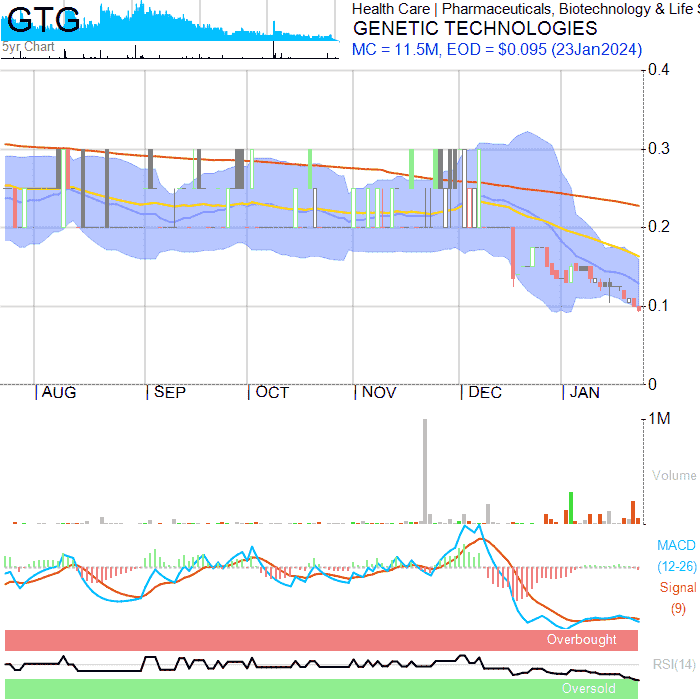 GTG
5yr Chart
Health Care | Pharmaceuticals, Biotechnology & Life S
GENETIC TECHNOLOGIES
MC = 11.5M, EOD = $0.095 (23Jan2024)
0.4
0.3
0.2
0.1
0
| AUG | SEP | OCT | NOV | DEC | JAN
1M
Volume
MACD
(12-26)
Signal
(9)
Overbought
RSI(14)
Oversold